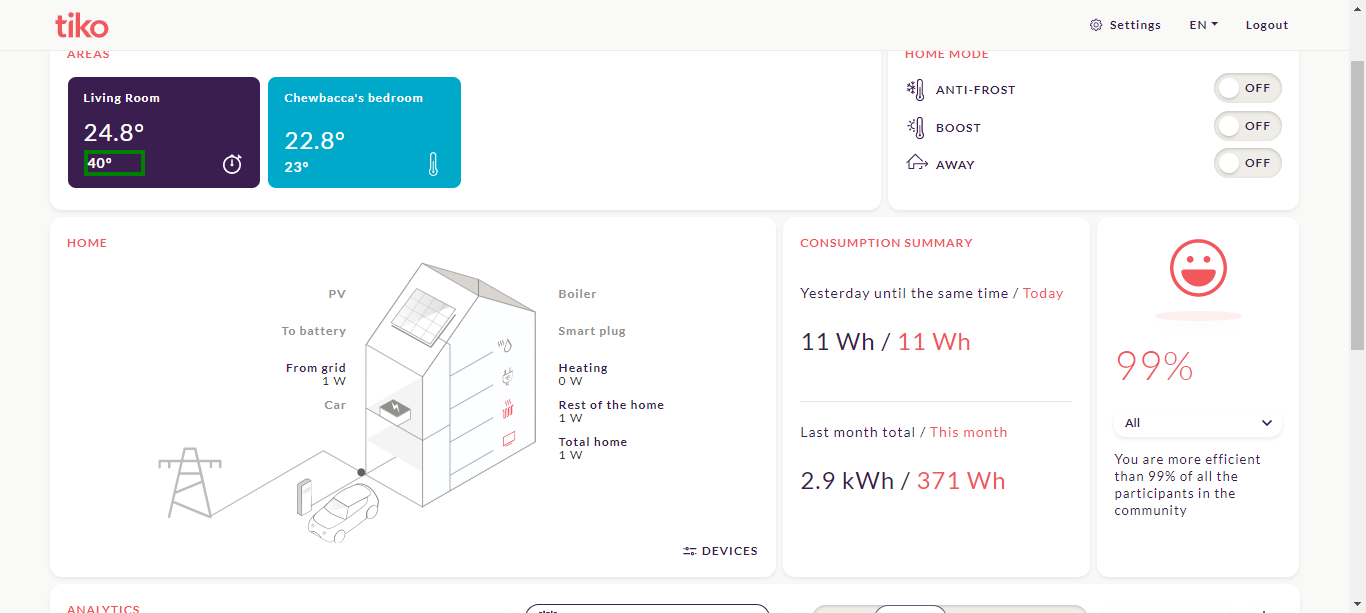 tiko
Settings
EN
Logout
AREAS
Living Room
24.8°
40°
Chewbacca's bedroom
22.8°
23°
HOME MODE
ANTI-FROST
OFF
BOOST
OFF
AWAY
OFF
HOME
PV
To battery
From grid
1 W
Car
Boiler
Smart plug
Heating
0 W
Rest of the home
1 W
Total home
1 W
DEVICES
CONSUMPTION SUMMARY
Yesterday until the same time / Today
11 Wh / 11 Wh
Last month total / This month
2.9 kWh / 371 Wh
99%
All
You are more efficient
than 99% of all the
participants in the
community
ANALYTICS